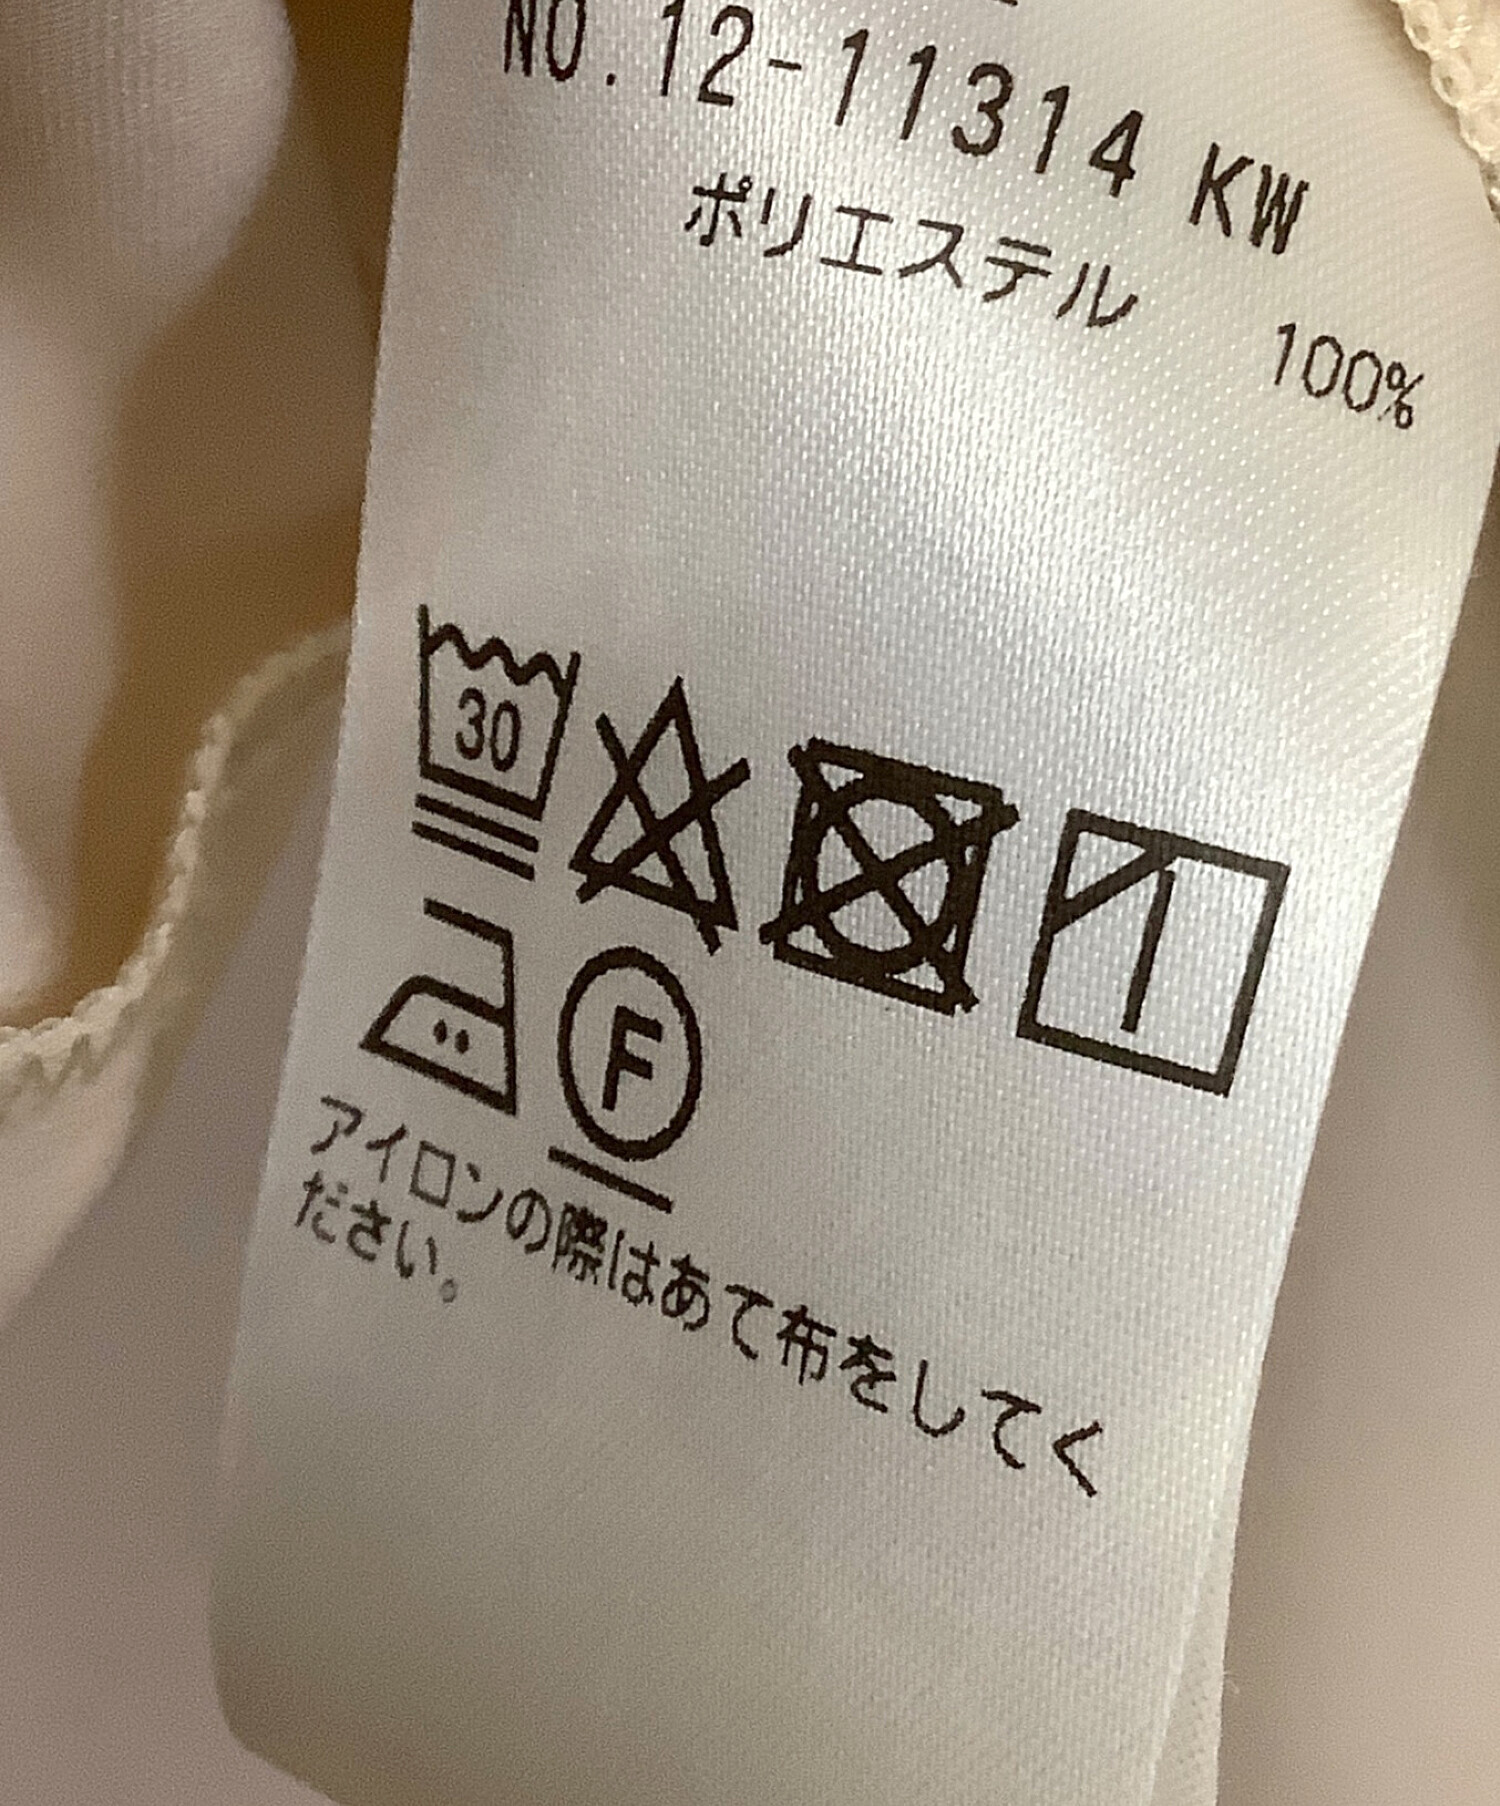 NO.12-11314 KW
ポリエステル 100%
30
F
アイロンの際はあて布をしてく
ださい。